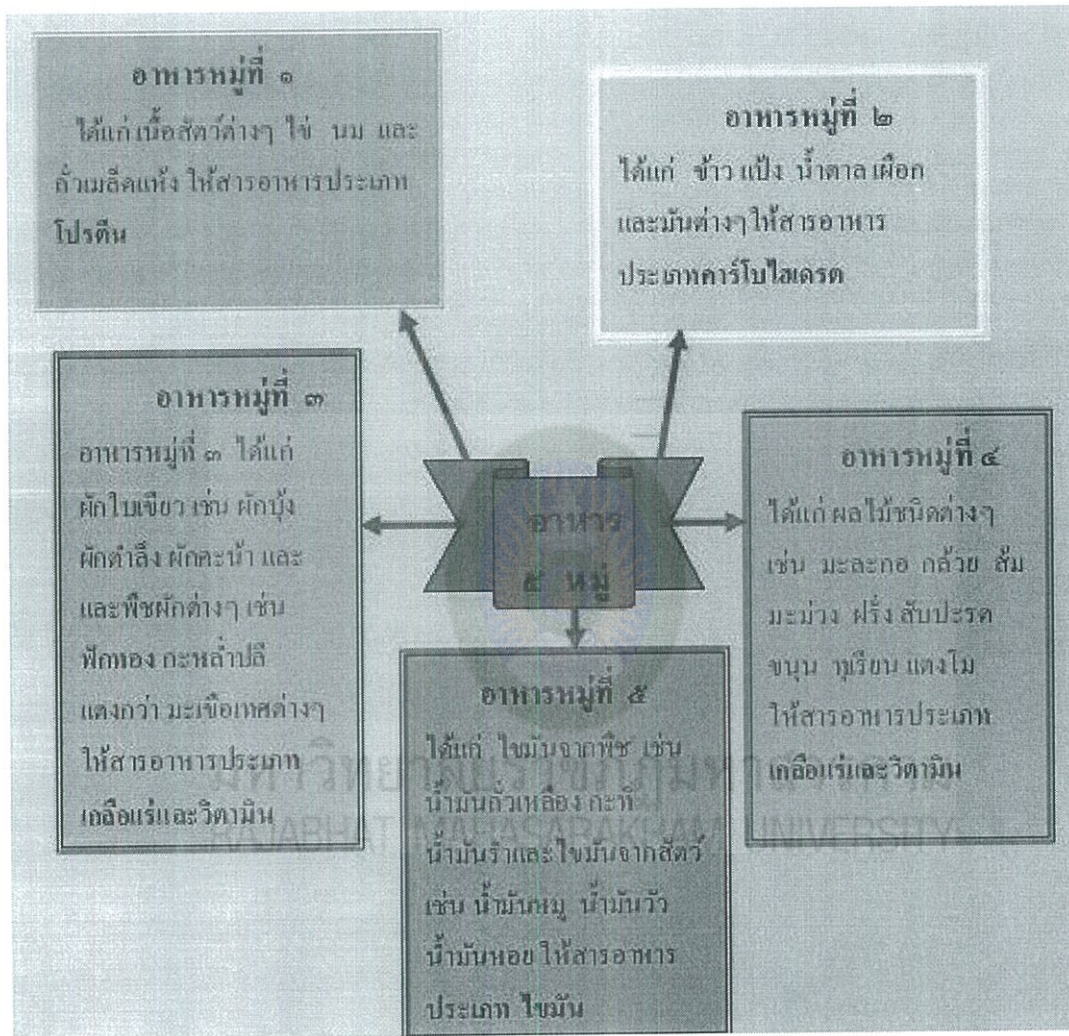 อาหารหมู่ที่ ๑
ได้แก่เนื้อสัตว์ต่างๆ ไข่ นม และ
ถั่วเมล็ดแห้ง ให้สารอาหารประเภท
โปรตีน
อาหารหมู่ที่ ๒
ได้แก่ ข้าว แป้ง น้ำตาล เผือก
และมันต่างๆ ให้สารอาหาร
ประเภทคาร์โบไฮเดรต
อาหารหมู่ที่ ๓
อาหารหมู่ที่ ๓ ได้แก่
ผักใบเขียว เช่น ผักบุ้ง
ผักตำลึง ผักคะน้า และ
และพืชผักต่างๆ เช่น
ฟักทอง กะหล่ำปลี
แตงกวา มะเขือเทศต่างๆ
ให้สารอาหารประเภท
เกลือแร่และวิตามิน
อาหาร
๕ หมู่
อาหารหมู่ที่ ๔
ได้แก่ ผลไม้ชนิดต่างๆ
เช่น มะละกอ กล้วย ส้ม
มะม่วง ฝรั่ง สับปะรด
ขนุน ทุเรียน แตงโม
ให้สารอาหารประเภท
เกลือแร่และวิตามิน
อาหารหมู่ที่ ๕
ได้แก่ ไขมันจากพืช เช่น
น้ำมันถั่วเหลือง กะทิ
น้ำมันรำและไขมันจากสัตว์
เช่น น้ำมันหมู น้ำมันวัว
น้ำมันหอย ให้สารอาหาร
ประเภท ไขมัน
มหาวิทยาลัยราชภัฏมหาสารคาม
RAJABHAT MAHASARAKHAM UNIVERSITY